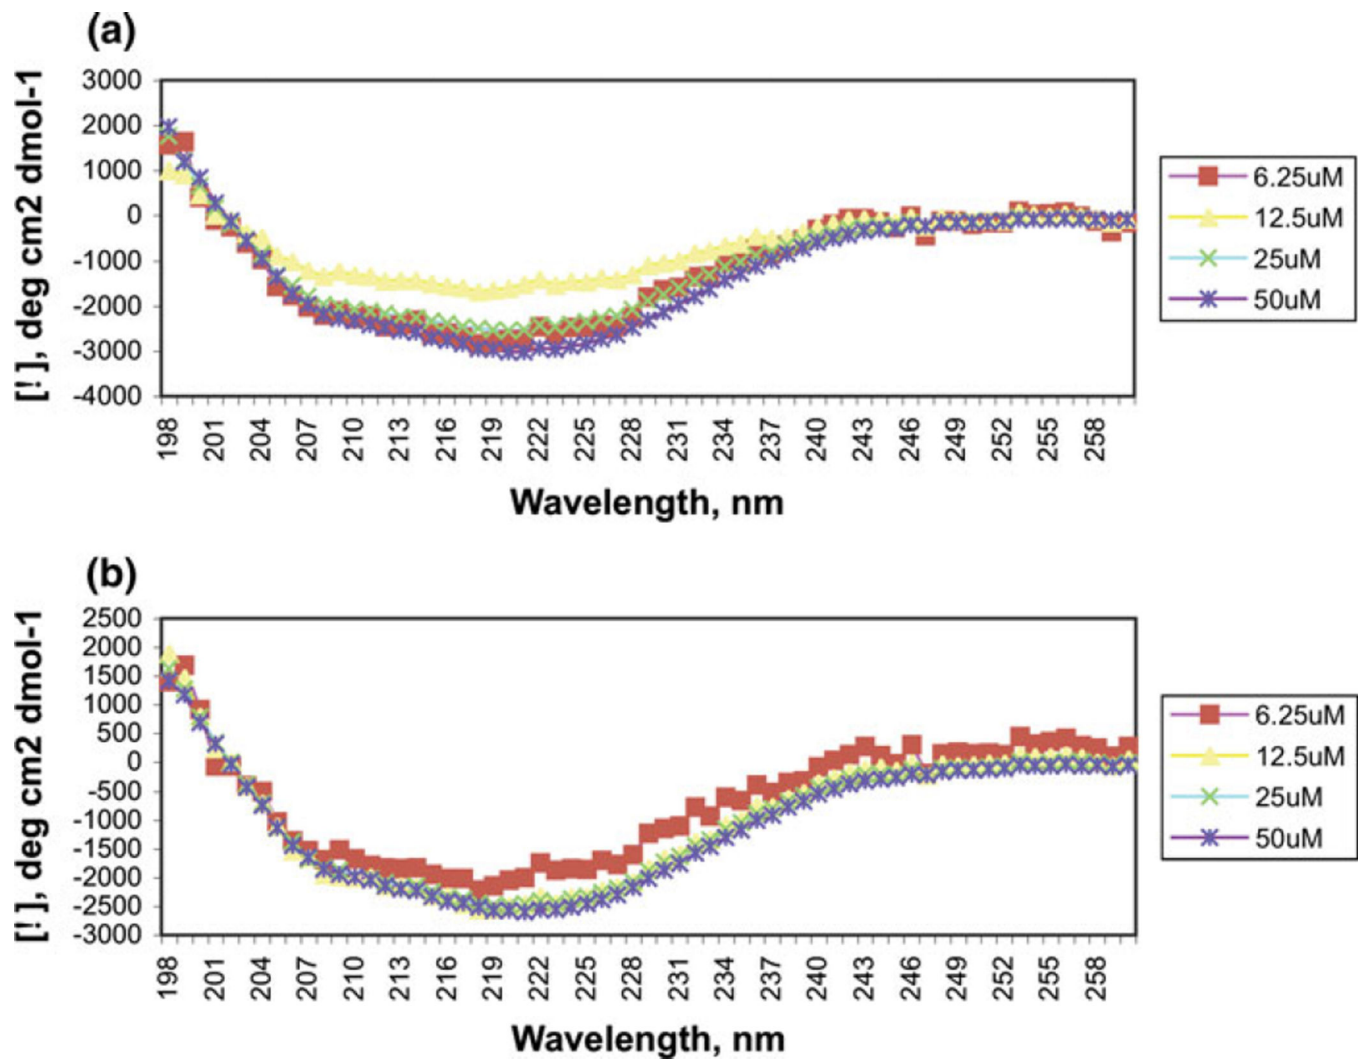 (a)
[!], deg cm2 dmol-1
3000
2000
1000
0
-1000
-2000
-3000
-4000
198 201 204 207 210 213 216 219 222 225 228 231 234 237 240 243 246 249 252 255 258
Wavelength, nm
6.25uM
12.5uM
25uM
50uM
(b)
[!], deg cm2 dmol-1
2500
2000
1500
1000
500
0
-500
-1000
-1500
-2000
-2500
-3000
198 201 204 207 210 213 216 219 222 225 228 231 234 237 240 243 246 249 252 255 258
Wavelength, nm
6.25uM
12.5uM
25uM
50uM